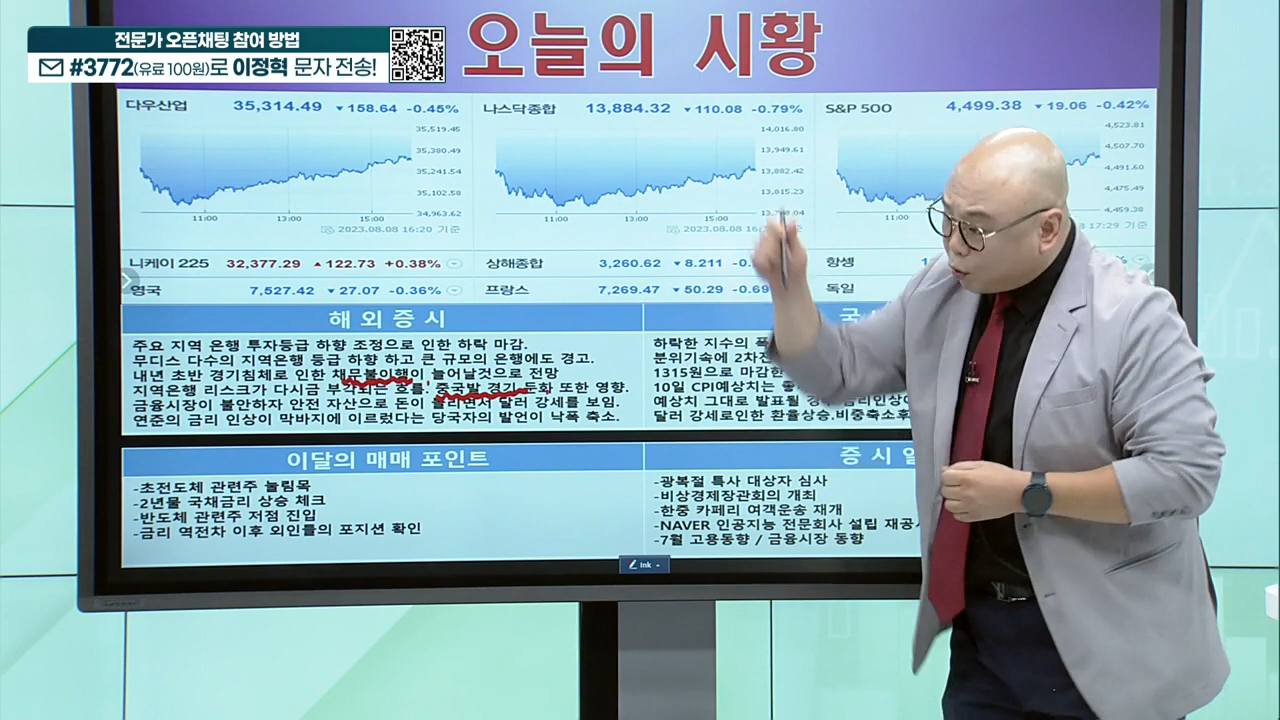 전문가 오픈채팅 참여 방법
#3772(유료 100원)로 이정혁 문자 전송!
오늘의 시황
다우산업 35,314.49 ▼158.64 -0.45%
35,519.45
35,380.49
35,241.54
35,102.58
34,963.62
11:00 13:00 15:00
2023.08.08 16:20 기준
나스닥종합 13,884.32 ▼110.08 -0.79%
14,016.80
13,949.61
13,882.42
13,815.23
11:00 13:00 15:00
2023.08.08
S&P 500 4,499.38 ▼19.06 -0.42%
4,523.81
4,507.70
4,491.60
4,475.49
4,459.38
11:00
17:29 기준
니케이 225 32,377.29 ▲122.73 +0.38%
상해종합 3,260.62 ▼8.211
항셍
영국 7,527.42 ▼27.07 -0.36%
프랑스 7,269.47 ▼50.29 -0.69
독일
해 외 증 시
주요 지역 은행 투자등급 하향 조정으로 인한 하락 마감.
무디스 다수의 지역은행 등급 하향 하고 큰 규모의 은행에도 경고.
내년 초반 경기침체로 인한 채무불이행이 늘어날것으로 전망
지역은행 리스크가 다시금 부각되는 흐름, 중국발 경기 둔화 또한 영향.
금융시장이 불안하자 안전 자산으로 돈이 몰리면서 달러 강세를 보임.
연준의 금리 인상이 막바지에 이르렀다는 당국자의 발언이 낙폭 축소.
국
하락한 지수의 폭
분위기속에 2차전
1315원으로 마감한
10일 CPI예상치는
예상치 그대로 발표될 경우 금리인상
달러 강세로인한 환율상승.비중축소
이달의 매매 포인트
-초전도체 관련주 눌림목
-2년물 국채금리 상승 체크
-반도체 관련주 저점 진입
-금리 역전차 이후 외인들의 포지션 확인
증 시 일
-광복절 특사 대상자 심사
-비상경제장관회의 개최
-한중 카페리 여객운송 재개
-NAVER 인공지능 전문회사 설립 재공시
-7월 고용동향 / 금융시장 동향
Ink